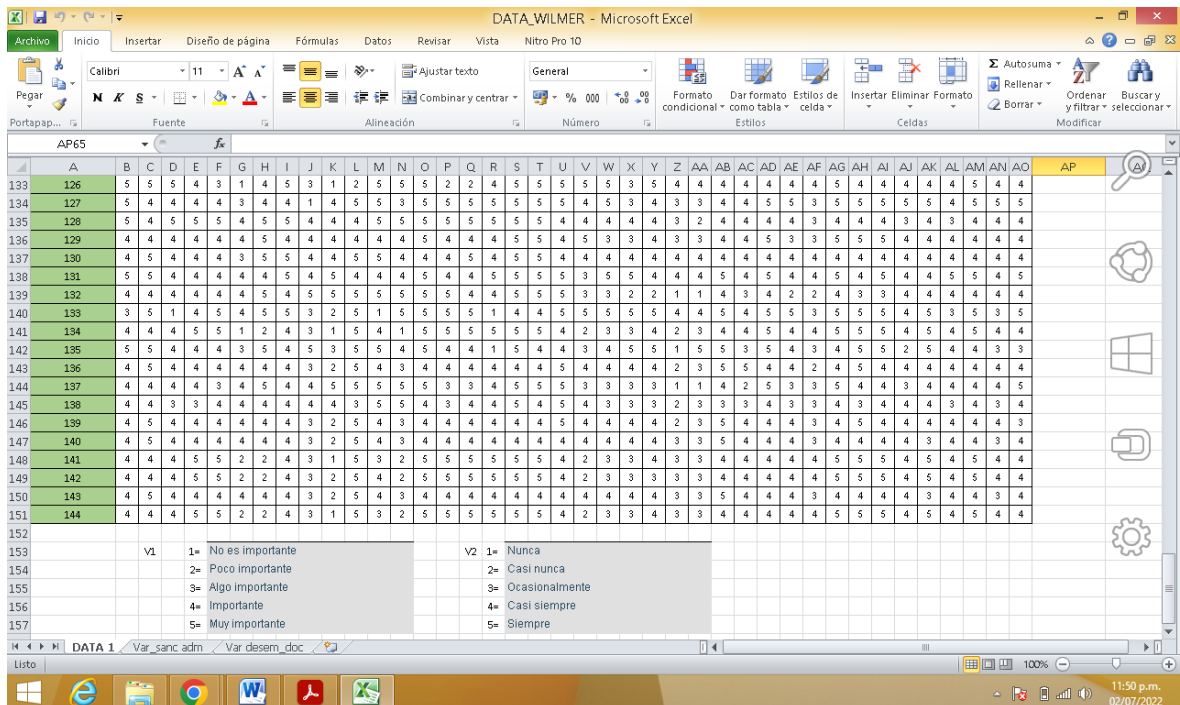 DATA_WILMER - Microsoft Excel
Archivo Inicio Insertar Diseño de página Fórmulas Datos Revisar Vista Nitro Pro 10
Pegar Calibri 11 A A Ajustar texto General Formato condicional Dar formato como tabla Estilos de celda Insertar Eliminar Formato Σ Autosuma Rellenar Borrar Ordenar y filtrar Buscar y seleccionar
N K S A Combinar y centrar % 000
Portapap... Fuente Alineación Número Estilos Celdas Modificar
AP65 fx
A B C D E F G H I J K L M N O P Q R S T U V W X Y Z AA AB AC AD AE AF AG AH AI AJ AK AL AM AN AO AP AQ
133 126 5 5 5 4 3 1 4 5 3 1 2 5 5 5 2 2 4 5 5 5 5 5 3 5 4 4 4 4 4 4 4 5 4 4 4 4 4 5 4 4
134 127 5 4 4 4 4 3 4 4 1 4 5 5 3 5 5 5 5 5 5 5 4 5 3 4 3 3 4 4 5 5 3 5 5 5 5 5 4 5 5 5
135 128 5 4 5 5 5 4 5 5 4 4 4 4 4 5 5 5 5 5 5 4 4 4 4 4 3 2 4 4 4 4 3 4 4 4 3 4 3 4 4 4
136 129 4 4 4 4 4 4 5 4 4 4 4 4 4 5 4 4 4 5 5 4 5 3 3 4 3 3 4 4 5 3 3 5 5 5 4 4 4 4 4 4
137 130 4 5 4 4 4 3 5 5 4 4 5 5 4 4 4 5 4 5 5 4 4 4 4 4 4 4 4 4 4 4 4 4 4 4 4 4 4 4 4 4
138 131 5 5 4 4 4 4 4 5 4 5 4 4 4 5 4 4 5 5 5 5 3 5 5 4 4 4 5 4 5 4 4 5 4 5 4 4 5 5 4 5
139 132 4 4 4 4 4 4 5 4 5 5 5 5 5 5 5 4 4 5 5 5 3 3 2 2 1 1 4 3 4 2 2 4 3 3 4 4 4 4 4 4
140 133 3 5 1 4 5 4 5 5 3 2 5 1 5 5 5 5 1 4 4 5 5 5 5 5 4 4 5 4 5 5 3 5 5 5 4 5 3 5 3 5
141 134 4 4 4 5 5 1 2 4 3 1 5 4 1 5 5 5 5 5 5 4 2 3 3 4 2 3 4 4 5 4 4 5 5 5 4 5 4 5 4 4
142 135 5 5 4 4 4 3 5 4 5 3 5 5 4 5 4 4 1 5 4 4 3 4 5 5 1 5 5 3 5 4 3 4 5 5 2 5 4 4 3 3
143 136 4 5 4 4 4 4 4 4 3 2 5 4 3 4 4 4 4 4 4 5 4 4 4 4 2 3 5 5 4 4 2 4 5 4 4 4 4 4 4 4
144 137 4 4 4 4 3 4 5 4 4 5 5 5 5 5 3 3 4 5 5 5 3 3 3 3 1 1 4 2 5 3 3 5 4 4 3 4 4 4 4 5
145 138 4 4 3 3 4 4 4 4 4 4 3 5 5 4 3 4 4 5 4 5 4 3 3 3 2 3 3 3 4 3 3 4 3 4 4 4 3 4 3 4
146 139 4 5 4 4 4 4 4 4 3 2 5 4 3 4 4 4 4 4 4 5 4 4 4 4 2 3 5 4 4 4 3 4 5 4 4 4 4 4 4 3
147 140 4 5 4 4 4 4 4 4 3 2 5 4 3 4 4 4 4 4 4 4 4 4 4 4 3 3 5 4 4 4 3 4 4 4 4 3 4 4 3 4
148 141 4 4 4 5 5 2 2 4 3 1 5 3 2 5 5 5 5 5 5 4 2 3 3 4 3 3 4 4 4 4 4 5 5 5 4 5 4 5 4 4
149 142 4 4 4 5 5 2 2 4 3 2 5 4 2 5 5 5 5 5 5 4 2 3 3 3 3 3 4 4 4 4 4 5 5 5 4 5 4 5 4 4
150 143 4 5 4 4 4 4 4 4 3 2 5 4 3 4 4 4 4 4 4 4 4 4 4 4 3 3 5 4 4 4 3 4 4 4 4 3 4 4 3 4
151 144 4 4 4 5 5 2 2 4 3 1 5 3 2 5 5 5 5 5 5 4 2 3 3 4 3 3 4 4 4 4 4 5 5 5 4 5 4 5 4 4
152
153 V1 1= No es importante V2 1= Nunca
154 2= Poco importante 2= Casi nunca
155 3= Algo importante 3= Ocasionalmente
156 4= Importante 4= Casi siempre
157 5= Muy importante 5= Siempre
DATA 1 Var_sanc adm Var desem_doc
Listo 100%
11:50 p.m.
02/07/2022